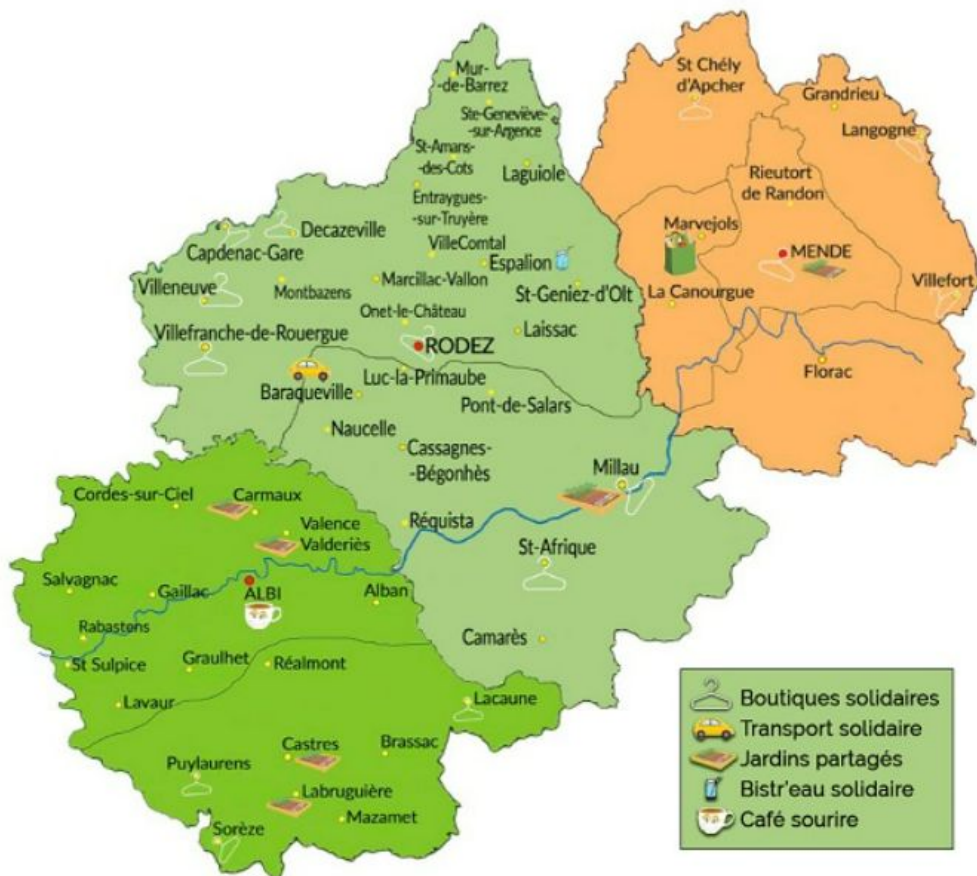 Mur-
-de-Barrez
Ste-Geneviève-
-sur-Argence
St-Amans-
-des-Cots
Laguiole
Entraygues-
-sur-Truyère
Decazeville
Capdenac-Gare
VilleComtal
Espalion
Villeneuve
Montbazens
Marcillac-Vallon
St-Geniez-d'Olt
Onet-le-Château
Laissac
Villefranche-de-Rouergue
RODEZ
Luc-la-Primaube
Baraqueville
Pont-de-Salars
Naucelle
Cassagnes-
-Bégonhès
Millau
Réquista
St-Afrique
Camarès
St Chély
d'Apcher
Grandrieu
Langogne
Rieutort
de Randon
Marvejols
MENDE
La Canourgue
Villefort
Florac
Cordes-sur-Ciel
Carmaux
Valence
Valderiès
Salvagnac
Gaillac
ALBI
Alban
Rabastens
St Sulpice
Graulhet
Réalmont
Lavaur
Lacaune
Castres
Brassac
Puylaurens
Labruguière
Mazamet
Sorèze
Boutiques solidaires
Transport solidaire
Jardins partagés
Bistr'eau solidaire
Café sourire